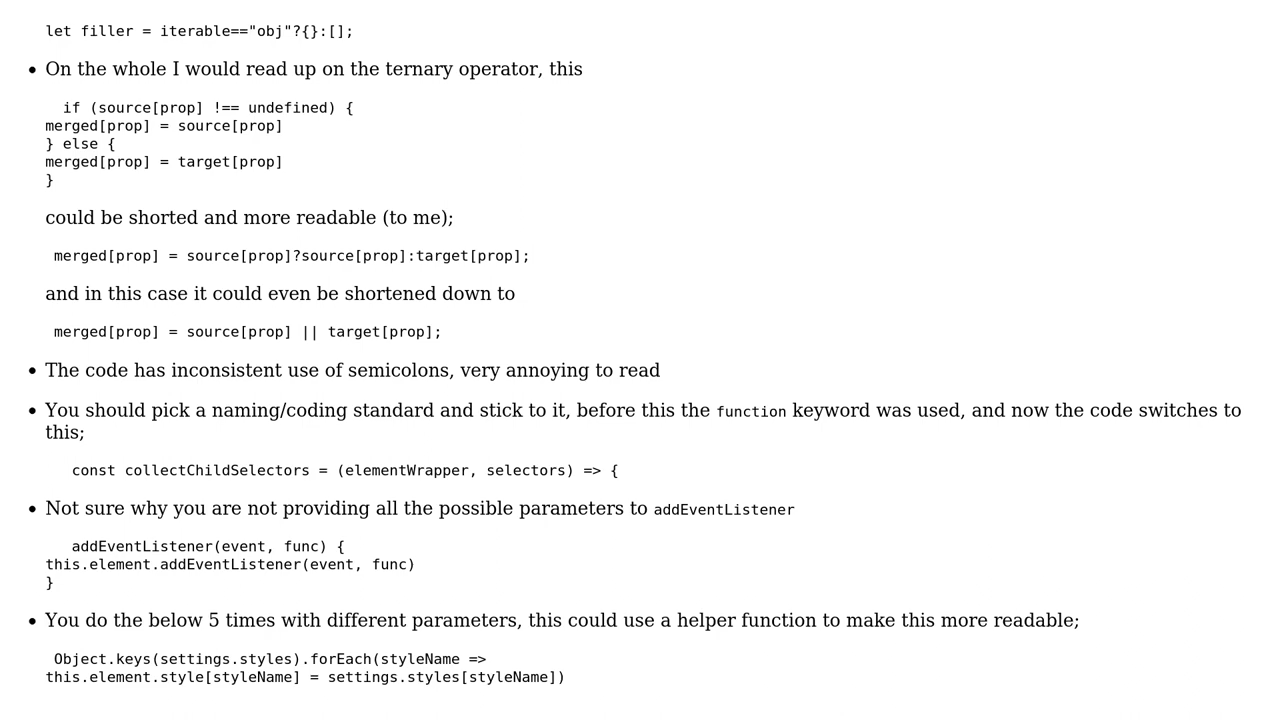 let filler = iterable=="obj"?{}:[];
• On the whole I would read up on the ternary operator, this
if (source[prop] !== undefined) {
merged[prop] = source[prop]
} else {
merged[prop] = target[prop]
}
could be shorted and more readable (to me);
merged[prop] = source[prop]?source[prop]:target[prop];
and in this case it could even be shortened down to
merged[prop] = source[prop] || target[prop];
• The code has inconsistent use of semicolons, very annoying to read
• You should pick a naming/coding standard and stick to it, before this the function keyword was used, and now the code switches to
this;
const collectChildSelectors = (elementWrapper, selectors) => {
• Not sure why you are not providing all the possible parameters to addEventListener
addEventListener(event, func) {
this.element.addEventListener(event, func)
}
• You do the below 5 times with different parameters, this could use a helper function to make this more readable;
Object.keys(settings.styles).forEach(styleName =>
this.element.style[styleName] = settings.styles[styleName])